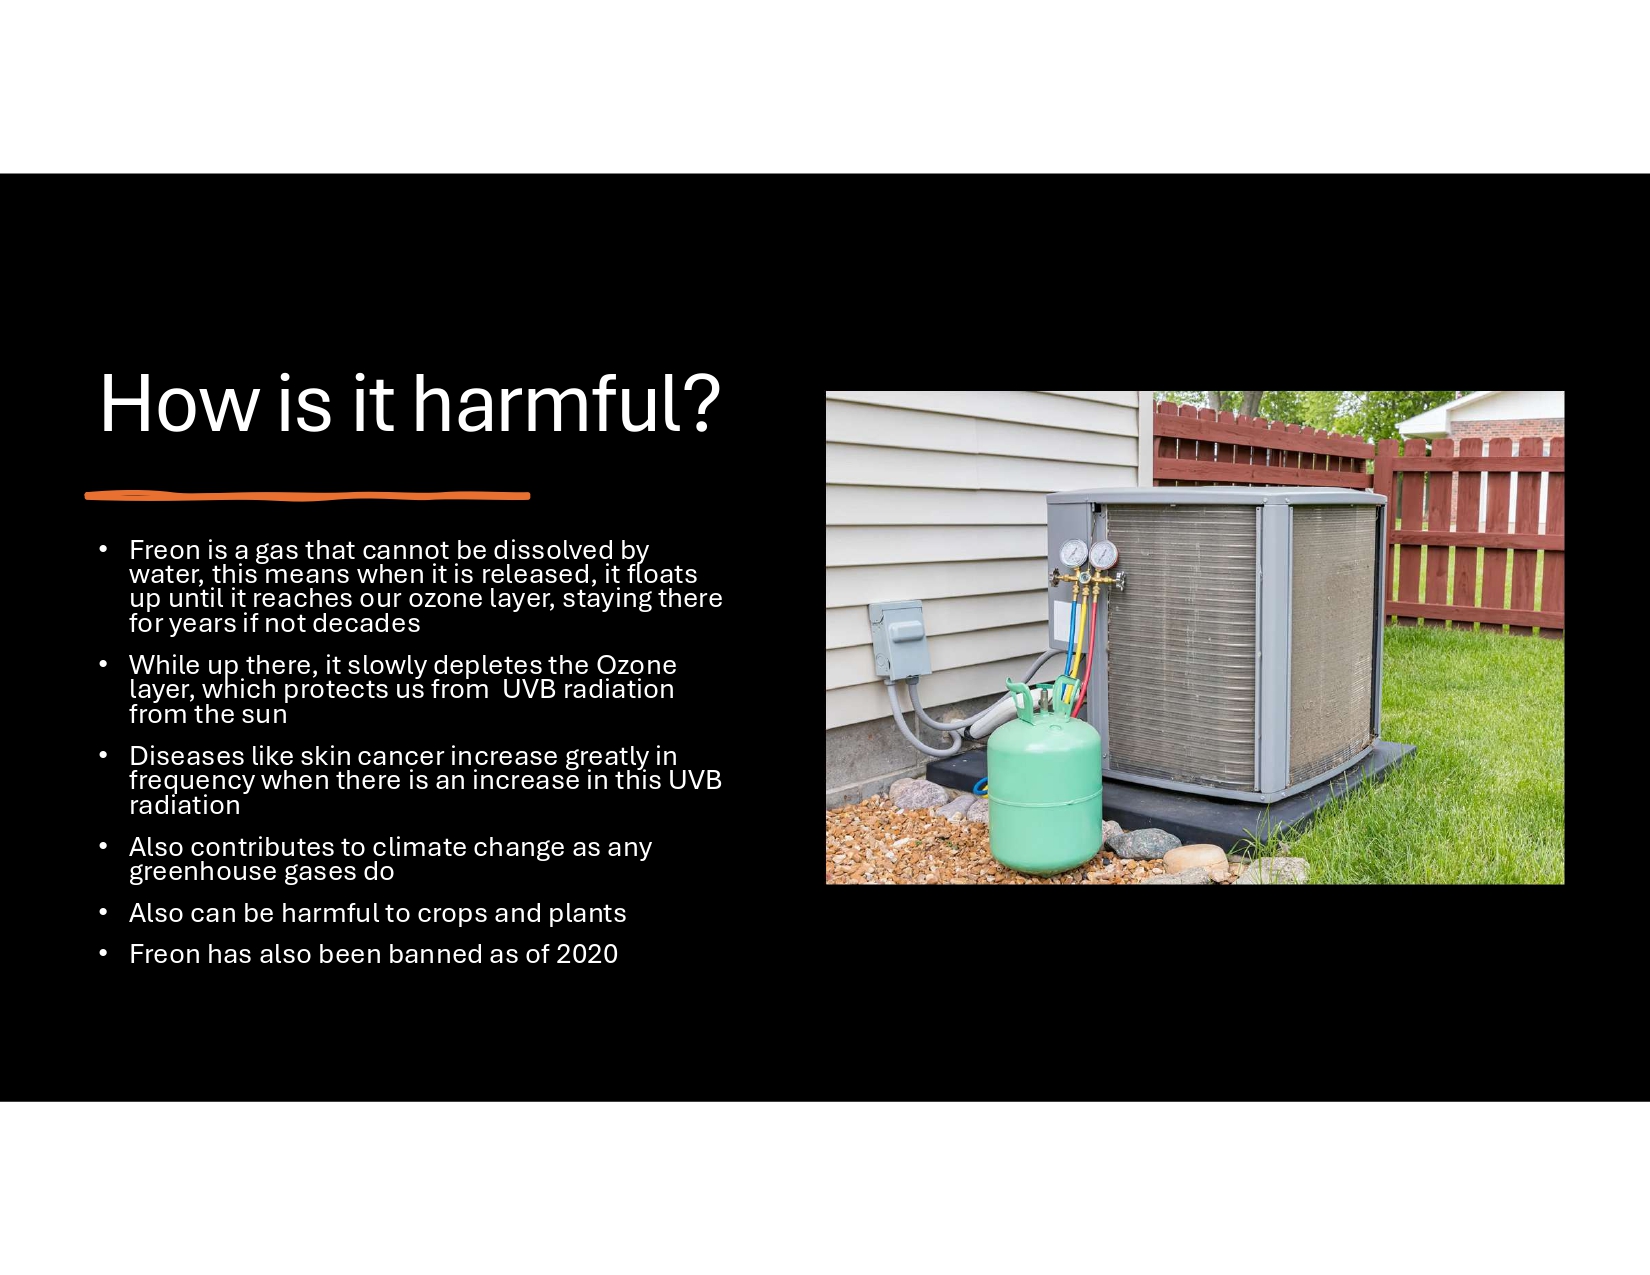 How is it harmful?
• Freon is a gas that cannot be dissolved by
water, this means when it is released, it floats
up until it reaches our ozone layer, staying there
for years if not decades
• While up there, it slowly depletes the Ozone
layer, which protects us from  UVB radiation
from the sun
• Diseases like skin cancer increase greatly in
frequency when there is an increase in this UVB
radiation
• Also contributes to climate change as any
greenhouse gases do
• Also can be harmful to crops and plants
• Freon has also been banned as of 2020